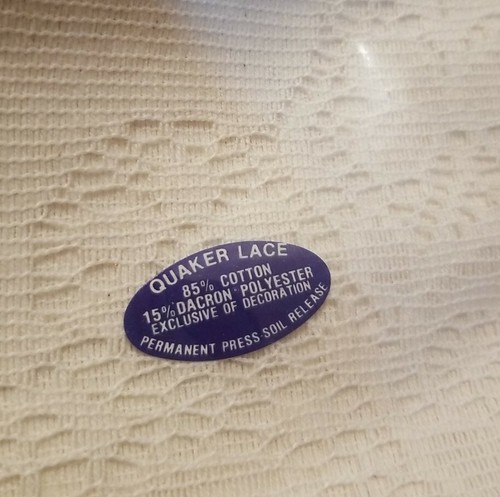 QUAKER LACE
85% COTTON
15% DACRON POLYESTER
EXCLUSIVE OF DECORATION
PERMANENT PRESS-SOIL RELEASE